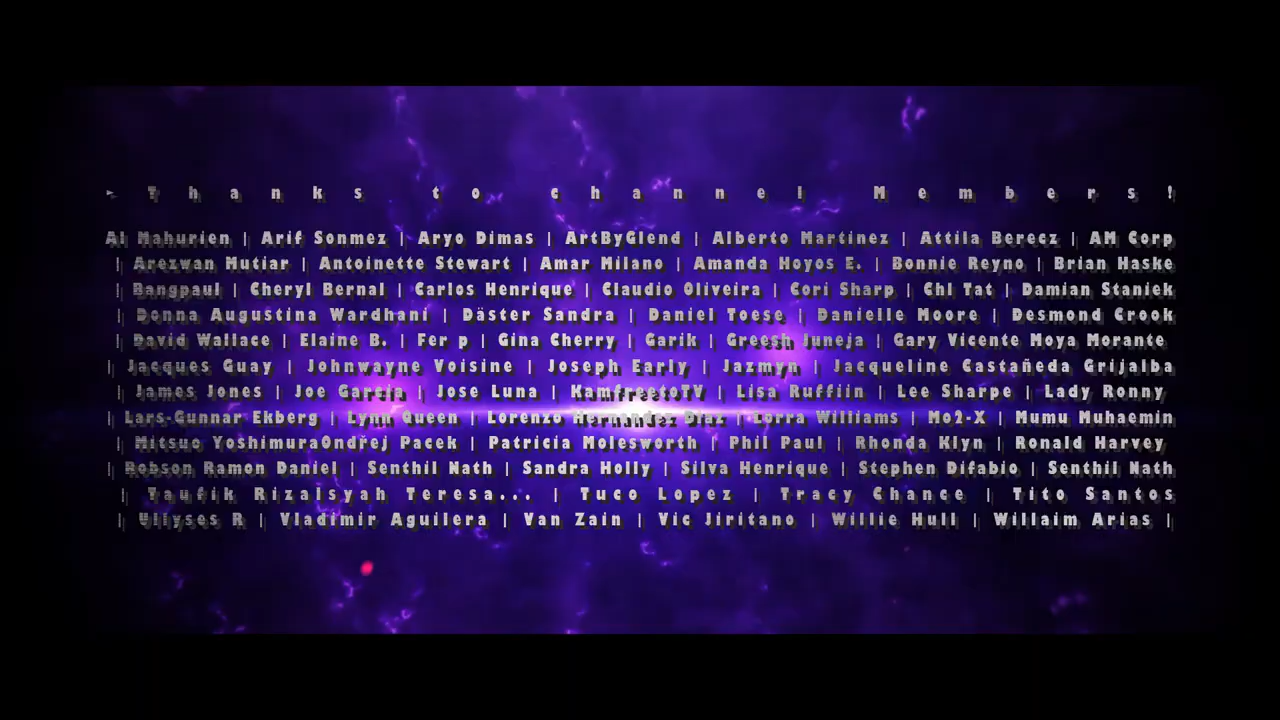 ► Thanks to channel Members!
Al Mahurien | Arif Sonmez | Aryo Dimas | ArtByGlend | Alberto Martinez | Attila Berecz | AM Corp
| Arezwan Mutiar | Antoinette Stewart | Amar Milano | Amanda Hoyos E. | Bonnie Reyno | Brian Haske
| Bangpaul | Cheryl Bernal | Carlos Henrique | Claudio Oliveira | Cori Sharp | Chl Tat | Damian Staniek
| Donna Augustina Wardhani | Däster Sandra | Daniel Toese | Danielle Moore | Desmond Crook
| David Wallace | Elaine B. | Fer p | Gina Cherry | Garik | Greesh Juneja | Gary Vicente Moya Morante
| Jacques Guay | Johnwayne Voisine | Joseph Early | Jazmyn | Jacqueline Castañeda Grijalba
| James Jones | Joe Garcia | Jose Luna | KamfreetoTV | Lisa Ruffiin | Lee Sharpe | Lady Ronny
| Lars-Gunnar Ekberg | Lynn Queen | Lorenzo Hernandez Diaz | Lorra Williams | Mo2-X | Mumu Muhaemin
| Mitsuo YoshimuraOndřej Pacek | Patricia Molesworth | Phil Paul | Rhonda Klyn | Ronald Harvey
| Robson Ramon Daniel | Senthil Nath | Sandra Holly | Silva Henrique | Stephen Difabio | Senthil Nath
| Taufik Rizalsyah Teresa... | Tuco Lopez | Tracy Chance | Tito Santos
| Ullyses R | Vladimir Aguilera | Van Zain | Vic Jiritano | Willie Hull | Willaim Arias |